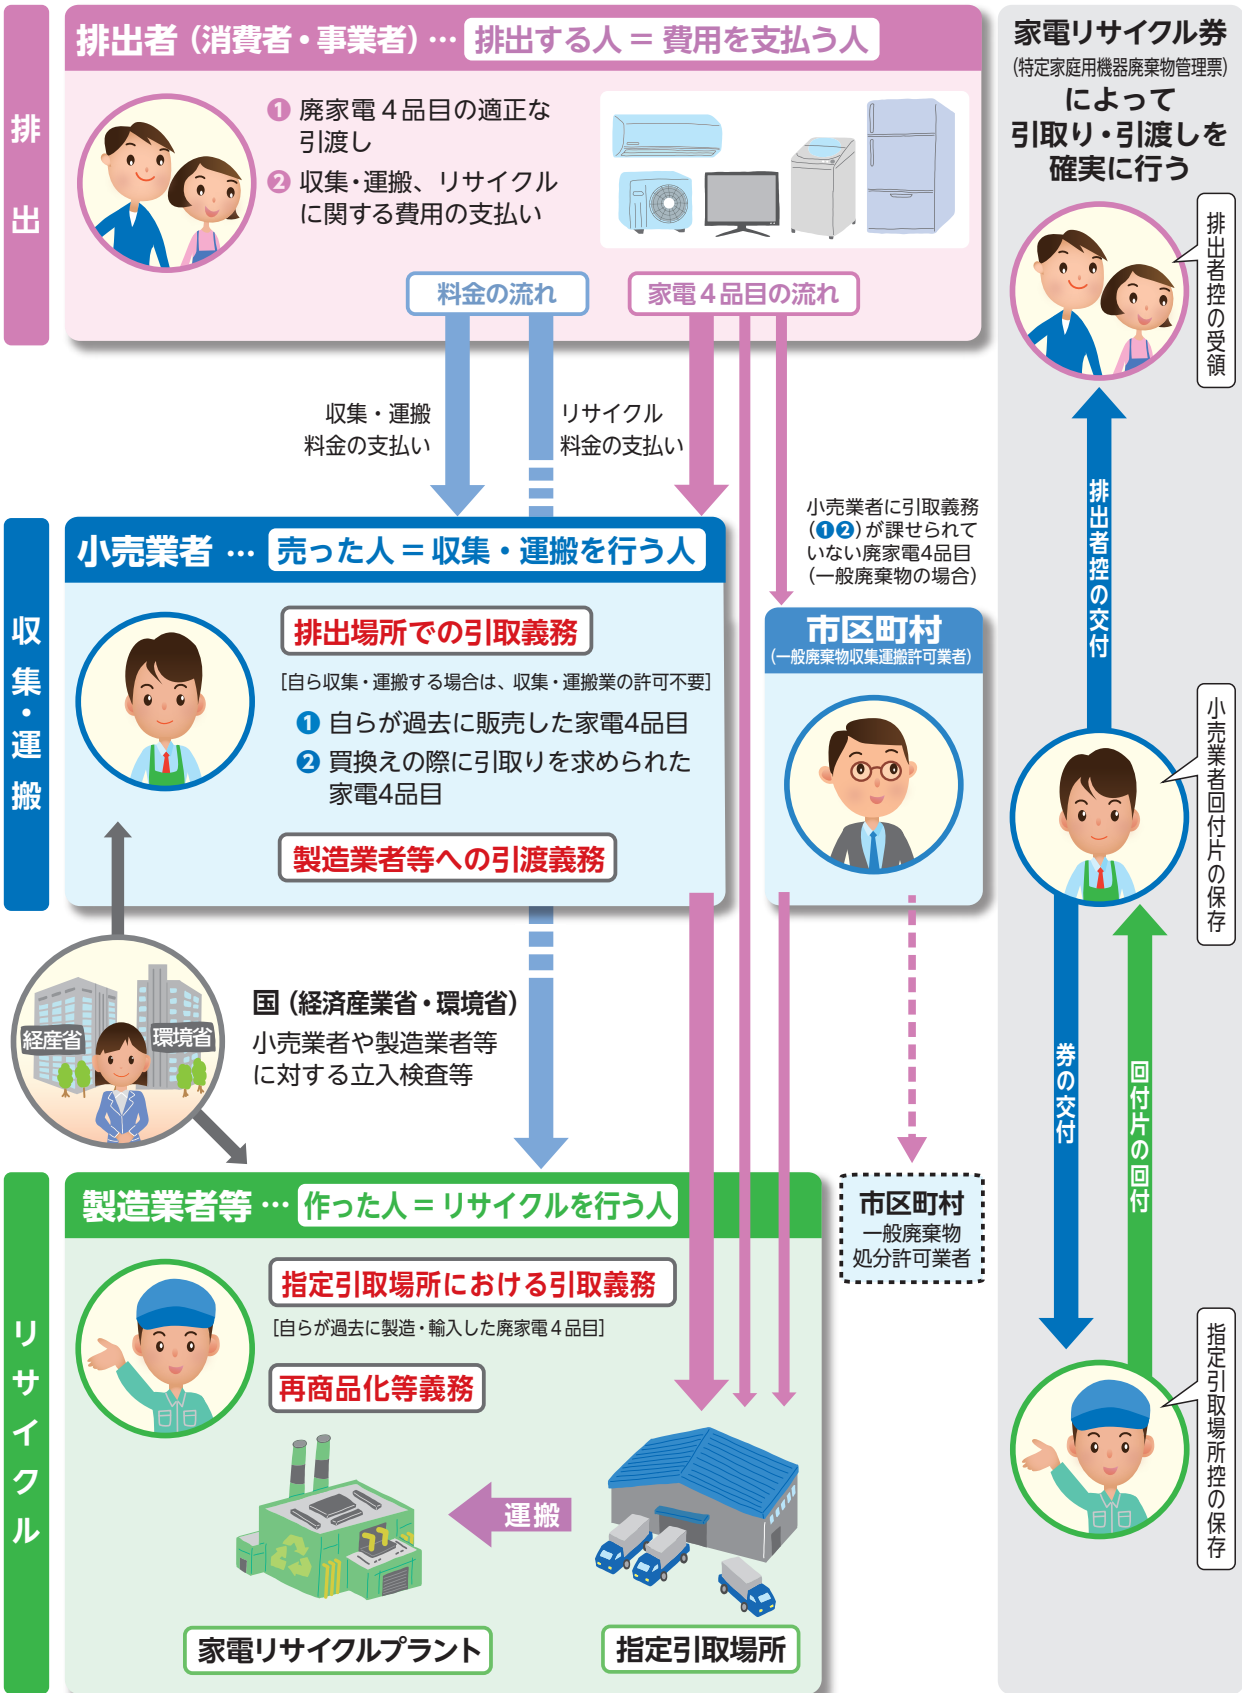 排出
排出者（消費者・事業者）… 排出する人 = 費用を支払う人
❶ 廃家電４品目の適正な
引渡し
❷ 収集・運搬、リサイクル
に関する費用の支払い
料金の流れ
家電４品目の流れ
収集・運搬
料金の支払い
リサイクル
料金の支払い
小売業者に引取義務
（❶❷）が課せられて
いない廃家電4品目
（一般廃棄物の場合）
収集・運搬
小売業者 … 売った人 = 収集・運搬を行う人
排出場所での引取義務
[自ら収集・運搬する場合は、収集・運搬業の許可不要]
❶ 自らが過去に販売した家電4品目
❷ 買換えの際に引取りを求められた
家電4品目
製造業者等への引渡義務
市区町村
（一般廃棄物収集運搬許可業者）
経産省
環境省
国（経済産業省・環境省）
小売業者や製造業者等
に対する立入検査等
リサイクル
製造業者等 … 作った人 = リサイクルを行う人
指定引取場所における引取義務
[自らが過去に製造・輸入した廃家電４品目]
再商品化等義務
運搬
家電リサイクルプラント
指定引取場所
市区町村
一般廃棄物
処分許可業者
家電リサイクル券
（特定家庭用機器廃棄物管理票）
によって
引取り・引渡しを
確実に行う
排出者控の受領
排出者控の交付
小売業者回付片の保存
券の交付
回付片の回付
指定引取場所控の保存